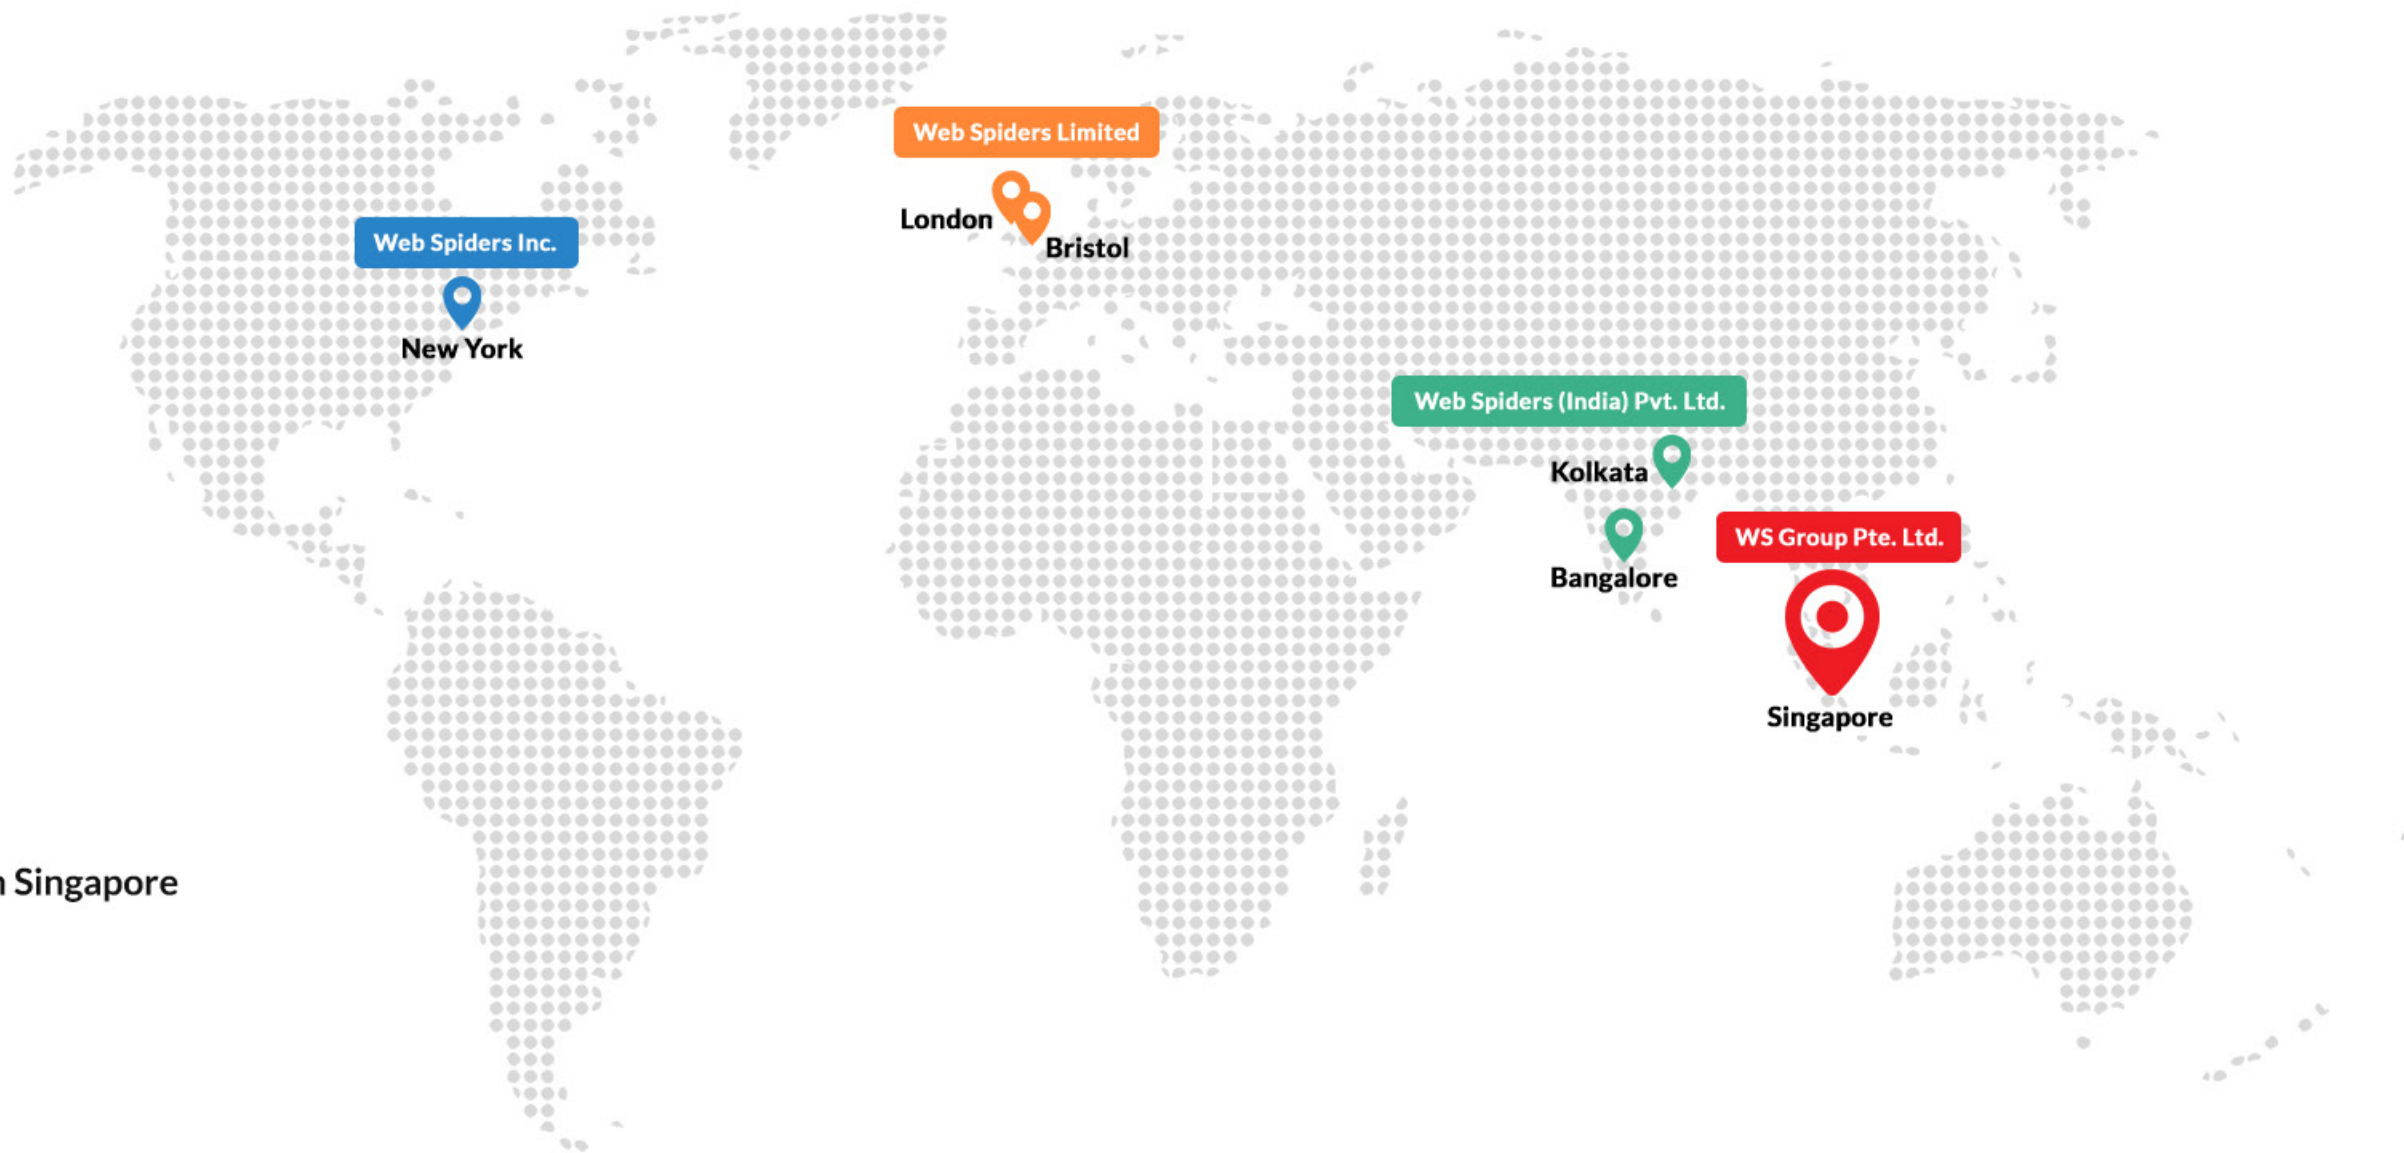 Web Spiders Limited
London
Bristol
Web Spiders Inc.
New York
Web Spiders (India) Pvt. Ltd.
Kolkata
Bangalore
WS Group Pte. Ltd.
Singapore
Singapore